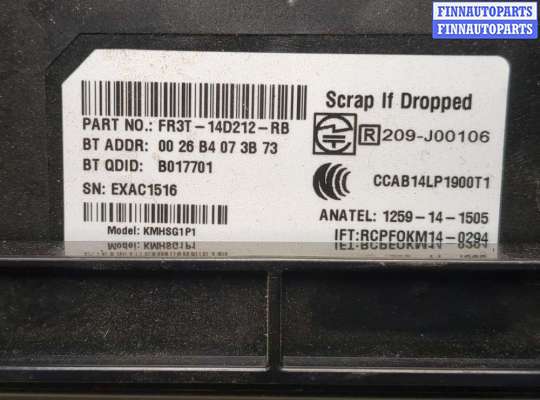 FINNAUTOPARTS
FINNAUTOPARTS
Scrap If Dropped
PART NO.: FR3T-14D212-RB
BT ADDR: 00 26 B4 07 3B 73
R 209-J00106
BT QDID: B017701
SN: EXAC1516
CCAB14LP1900T1
ANATEL: 1259-14-1505
Model: KMHSG1P1
IFT:RCPFOKM14-0294